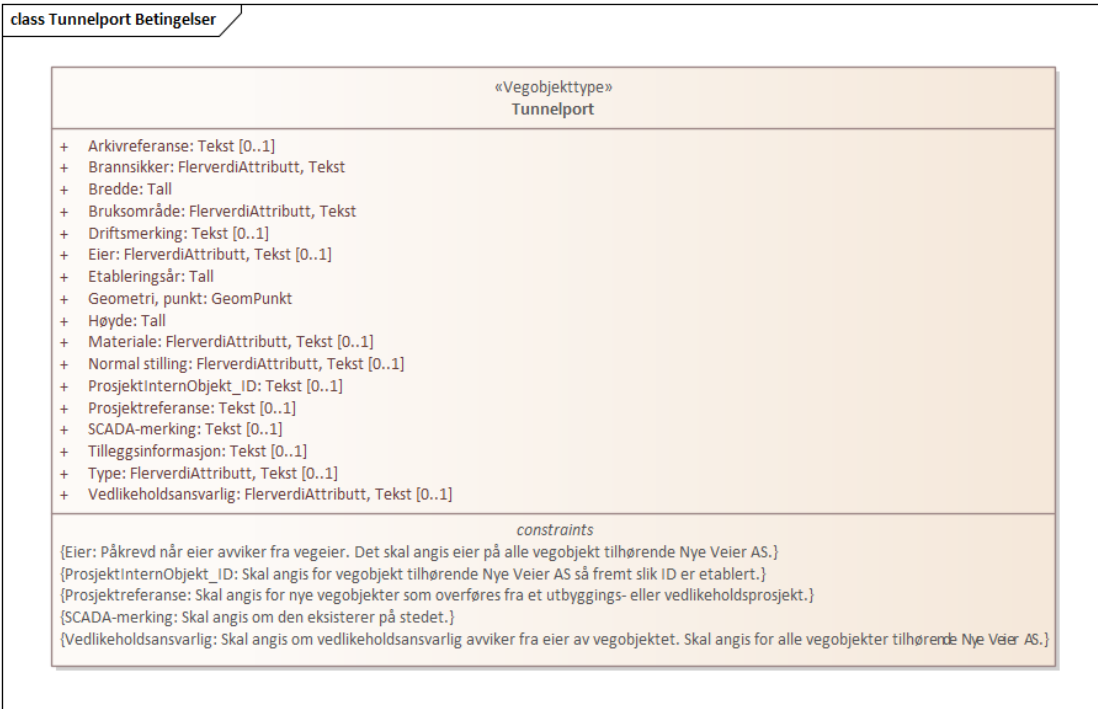 class Tunnelport Betingelser
«Vegobjekttype»
Tunnelport
+ Arkivreferanse: Tekst [0..1]
+ Brannsikker: FlerverdiAttributt, Tekst
+ Bredde: Tall
+ Bruksområde: FlerverdiAttributt, Tekst
+ Driftsmerking: Tekst [0..1]
+ Eier: FlerverdiAttributt, Tekst [0..1]
+ Etableringsår: Tall
+ Geometri, punkt: GeomPunkt
+ Høyde: Tall
+ Materiale: FlerverdiAttributt, Tekst [0..1]
+ Normal stilling: FlerverdiAttributt, Tekst [0..1]
+ ProsjektInternObjekt_ID: Tekst [0..1]
+ Prosjektreferanse: Tekst [0..1]
+ SCADA-merking: Tekst [0..1]
+ Tilleggsinformasjon: Tekst [0..1]
+ Type: FlerverdiAttributt, Tekst [0..1]
+ Vedlikeholdsansvarlig: FlerverdiAttributt, Tekst [0..1]
constraints
{Eier: Påkrevd når eier avviker fra vegeier. Det skal angis eier på alle vegobjekt tilhørende Nye Veier AS.}
{ProsjektInternObjekt_ID: Skal angis for vegobjekt tilhørende Nye Veier AS så fremt slik ID er etablert.}
{Prosjektreferanse: Skal angis for nye vegobjekter som overføres fra et utbyggings- eller vedlikeholdsprosjekt.}
{SCADA-merking: Skal angis om den eksisterer på stedet.}
{Vedlikeholdsansvarlig: Skal angis om vedlikeholdsansvarlig avviker fra eier av vegobjektet. Skal angis for alle vegobjekter tilhørende Nye Veier AS.}